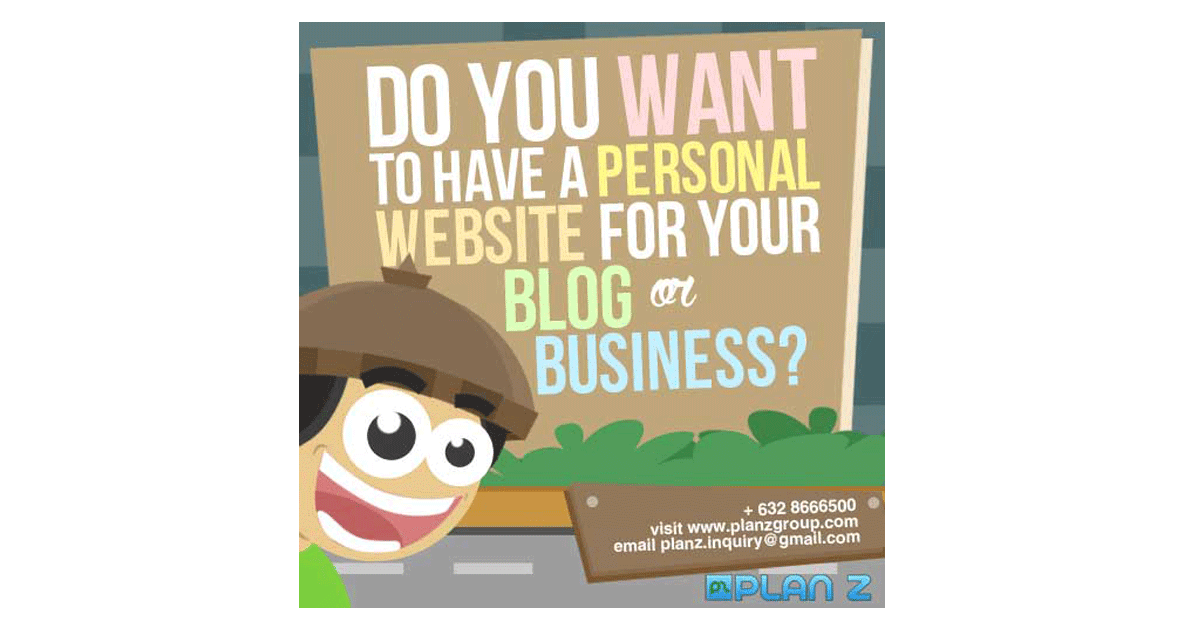 DO YOU WANT
TO HAVE A PERSONAL
WEBSITE FOR YOUR
BLOG or
BUSINESS?
+ 632 8666500
visit www.planzgroup.com
email planz.inquiry@gmail.com
PLAN Z